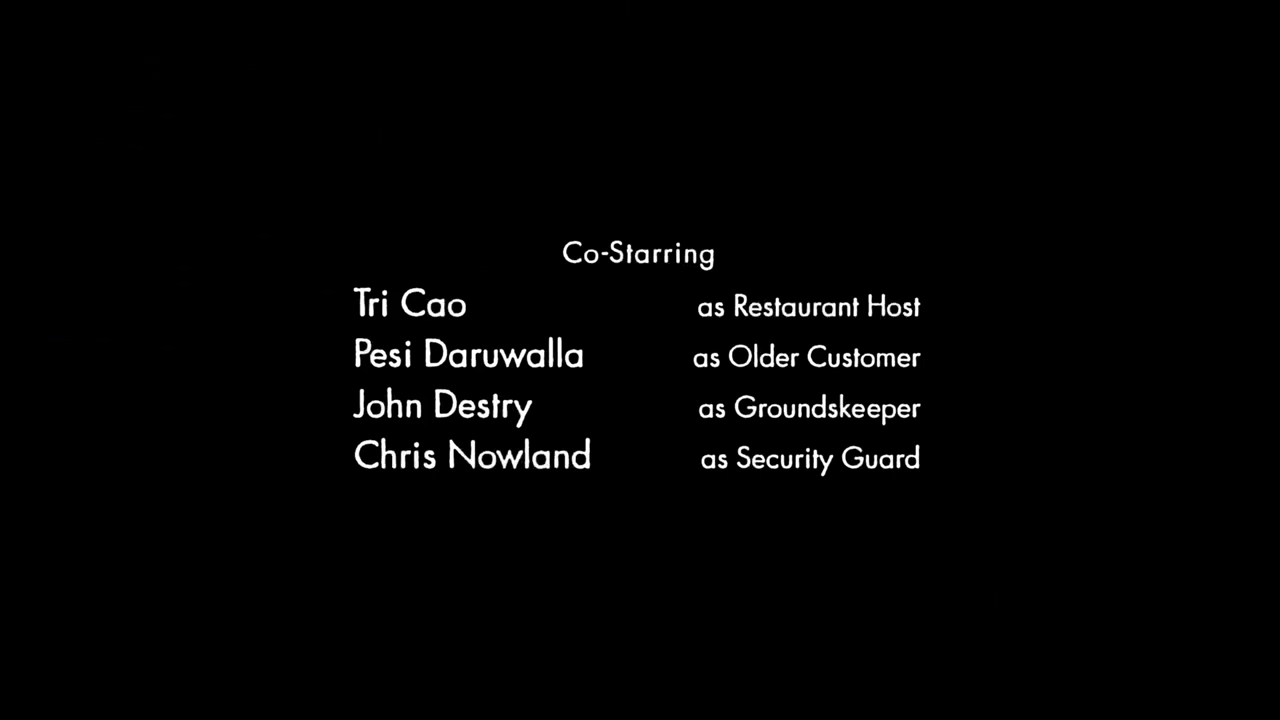 Co-Starring
Tri Cao as Restaurant Host
Pesi Daruwalla as Older Customer
John Destry as Groundskeeper
Chris Nowland as Security Guard